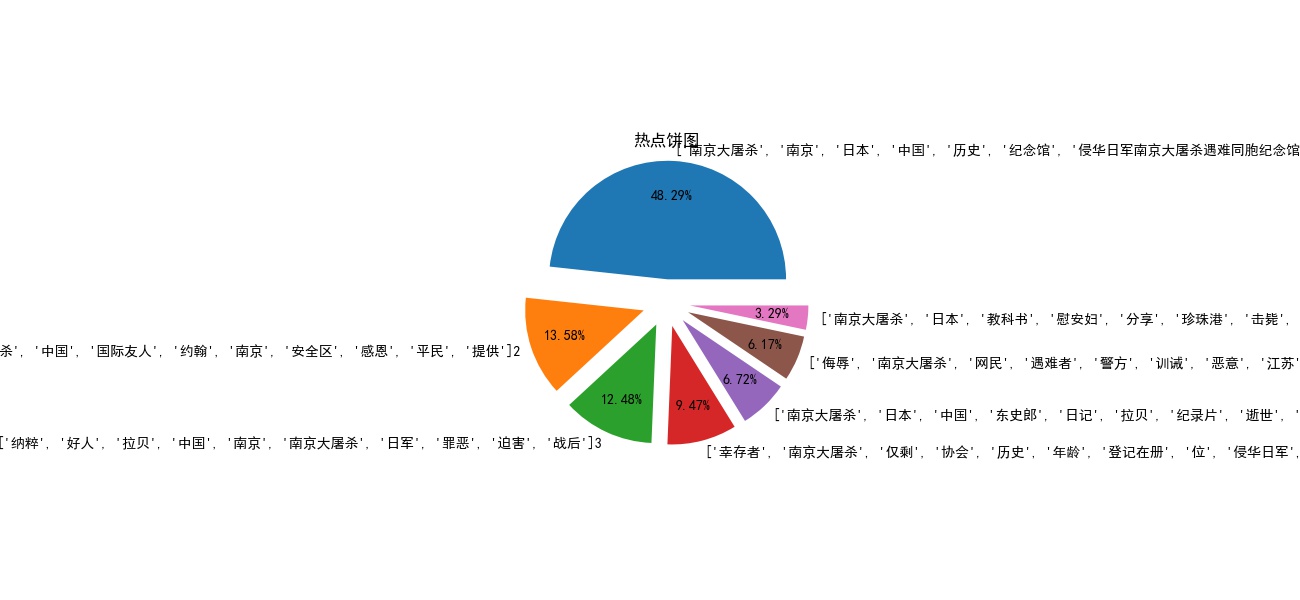 热点饼图
['南京大屠杀', '南京', '日本', '中国', '历史', '纪念馆', '侵华日军南京大屠杀遇难同胞纪念馆
48.29%
3.29%
['南京大屠杀', '日本', '教科书', '慰安妇', '分享', '珍珠港', '击毙',
13.58%
杀', '中国', '国际友人', '约翰', '南京', '安全区', '感恩', '平民', '提供']2
6.17%
['侮辱', '南京大屠杀', '网民', '遇难者', '警方', '训诫', '恶意', '江苏'
6.72%
12.48%
9.47%
['南京大屠杀', '日本', '中国', '东史郎', '日记', '拉贝', '纪录片', '逝世', '
['纳粹', '好人', '拉贝', '中国', '南京', '南京大屠杀', '日军', '罪恶', '迫害', '战后']3
['幸存者', '南京大屠杀', '仅剩', '协会', '历史', '年龄', '登记在册', '位', '侵华日军',